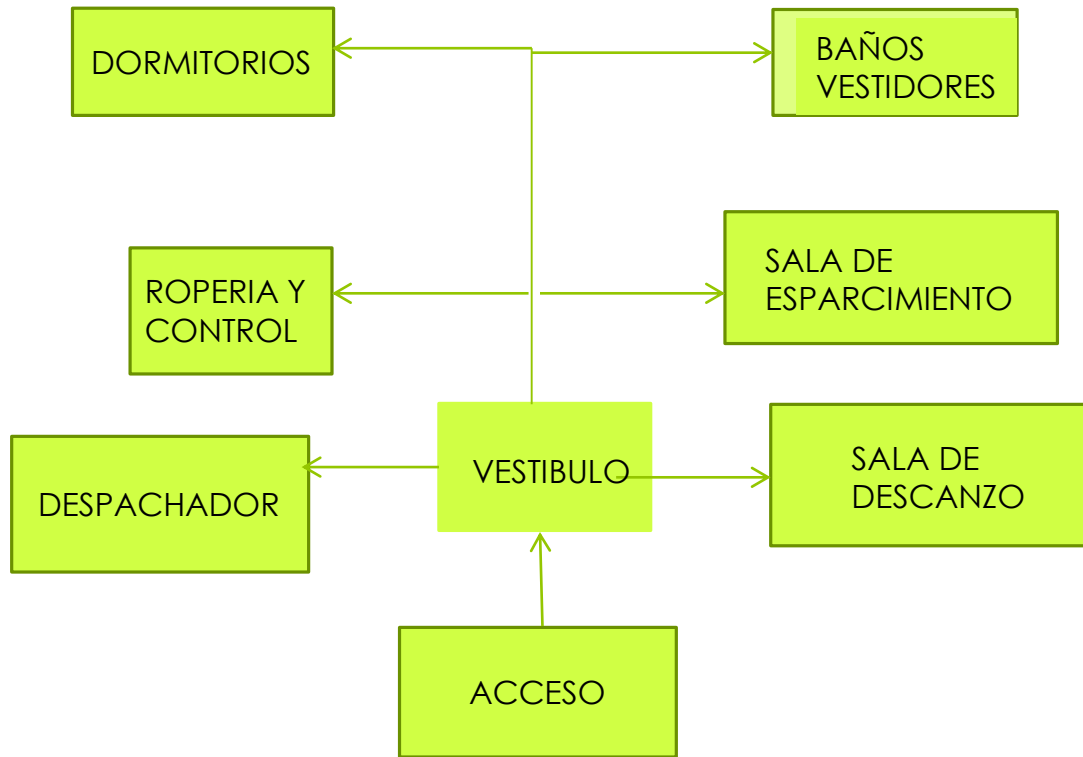 DORMITORIOS
BAÑOS
VESTIDORES
ROPERIA Y
CONTROL
SALA DE
ESPARCIMIENTO
DESPACHADOR
VESTIBULO
SALA DE
DESCANZO
ACCESO